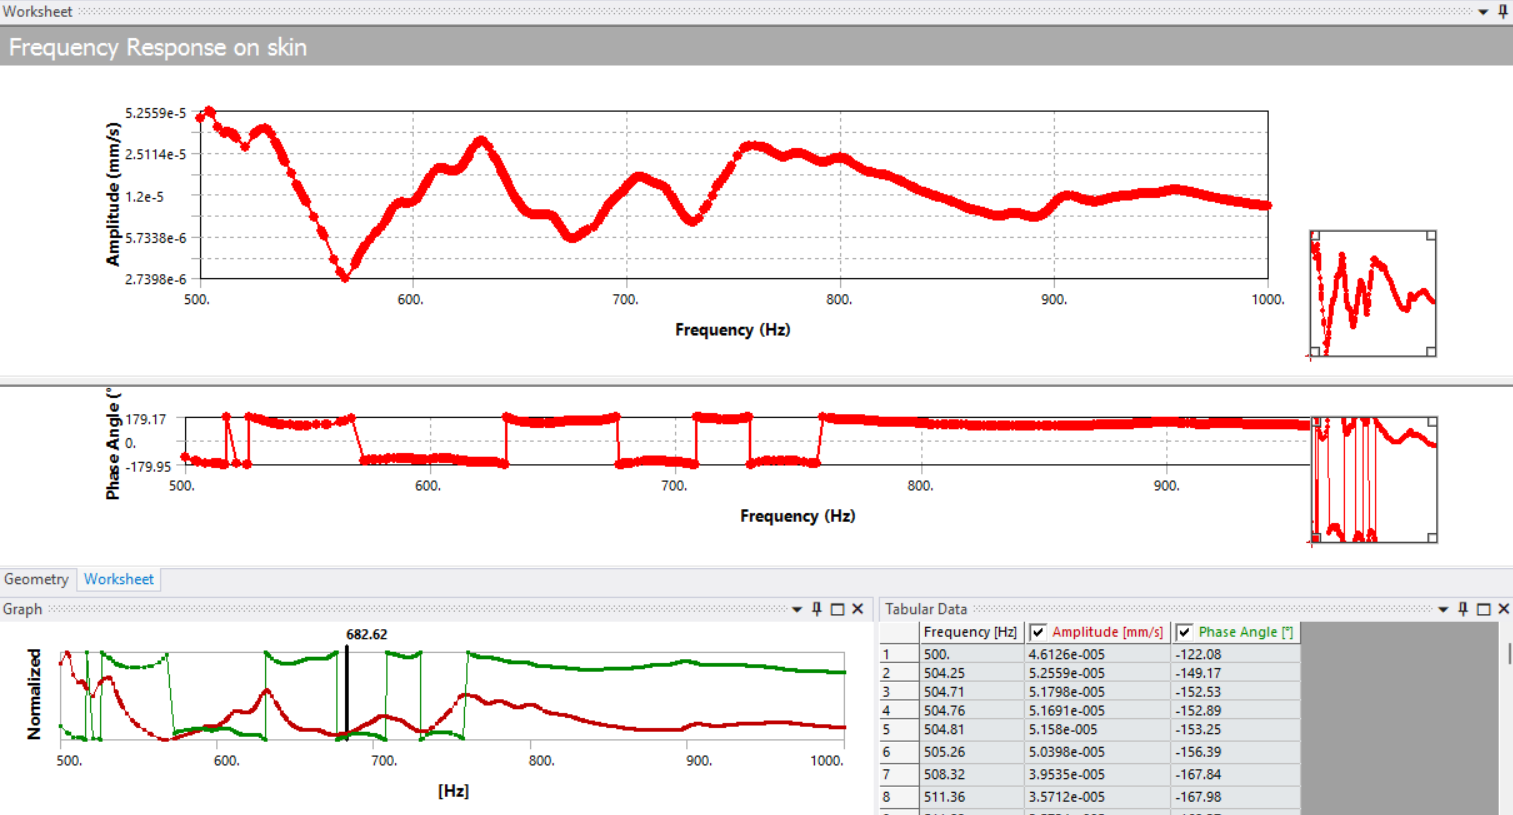 Worksheet
Frequency Response on skin
5.2559e-5
2.5114e-5
1.2e-5
5.7338e-6
2.7398e-6
Amplitude (mm/s)
500. 600. 700. 800. 900. 1000.
Frequency (Hz)
179.17
0.
-179.95
Phase Angle (°
500. 600. 700. 800. 900.
Frequency (Hz)
Geometry Worksheet
Graph
682.62
Normalized
500. 600. 700. 800. 900. 1000.
[Hz]
Tabular Data
Frequency [Hz] Amplitude [mm/s] Phase Angle [°]
1 500. 4.6126e-005 -122.08
2 504.25 5.2559e-005 -149.17
3 504.71 5.1798e-005 -152.53
4 504.76 5.1691e-005 -152.89
5 504.81 5.158e-005 -153.25
6 505.26 5.0398e-005 -156.39
7 508.32 3.9535e-005 -167.84
8 511.36 3.5712e-005 -167.98